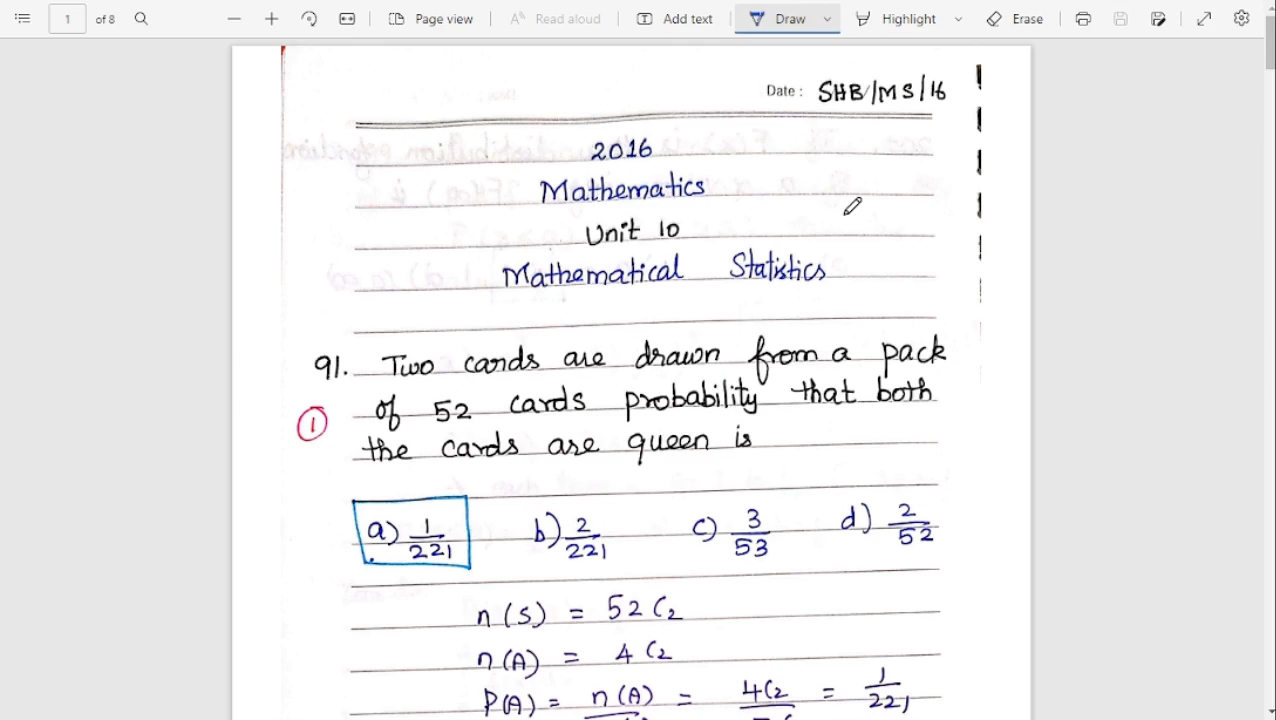 1 of 8 Page view Read aloud Add text Draw Highlight Erase
Date : SHB/MS/16
2016
Mathematics
Unit 10
Mathematical Statistics
91. Two cards are drawn from a pack
① of 52 cards probability that both
the cards are queen is
a) 1/221 b) 2/221 c) 3/53 d) 2/52
n(S) = 52C2
n(A) = 4C2
P(A) = n(A) = 4C2 = 1/221